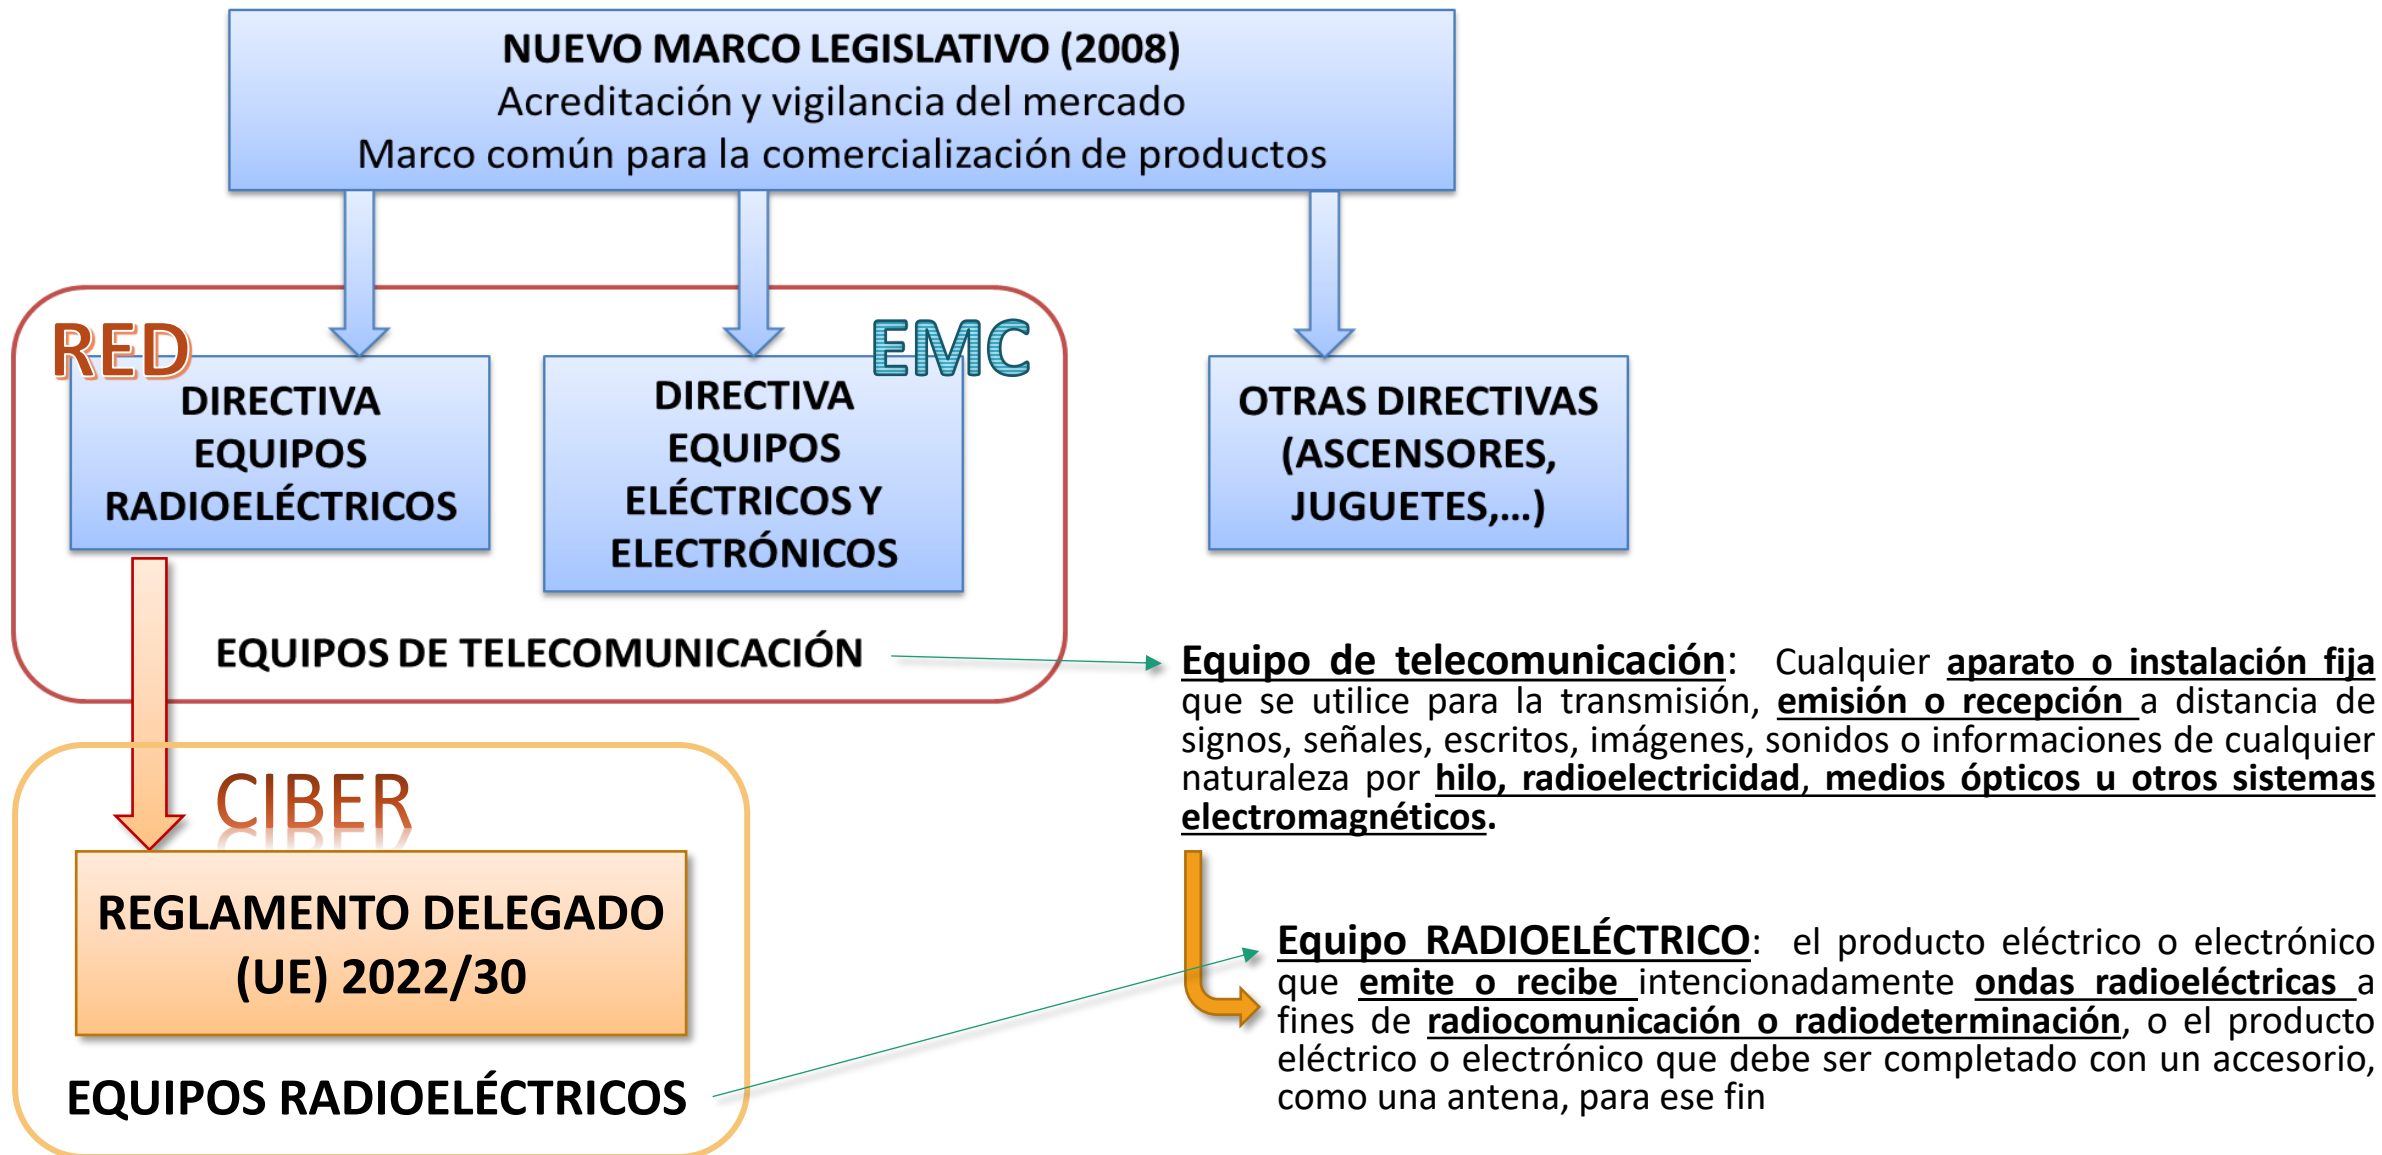 NUEVO MARCO LEGISLATIVO (2008)
Acreditación y vigilancia del mercado
Marco común para la comercialización de productos
RED
DIRECTIVA
EQUIPOS
RADIOELÉCTRICOS
EMC
DIRECTIVA
EQUIPOS
ELÉCTRICOS Y
ELECTRÓNICOS
OTRAS DIRECTIVAS
(ASCENSORES,
JUGUETES,...)
EQUIPOS DE TELECOMUNICACIÓN
Equipo de telecomunicación: Cualquier aparato o instalación fija
que se utilice para la transmisión, emisión o recepción a distancia de
signos, señales, escritos, imágenes, sonidos o informaciones de cualquier
naturaleza por hilo, radioelectricidad, medios ópticos u otros sistemas
electromagnéticos.
CIBER
REGLAMENTO DELEGADO
(UE) 2022/30
EQUIPOS RADIOELÉCTRICOS
Equipo RADIOELÉCTRICO: el producto eléctrico o electrónico
que emite o recibe intencionadamente ondas radioeléctricas a
fines de radiocomunicación o radiodeterminación, o el producto
eléctrico o electrónico que debe ser completado con un accesorio,
como una antena, para ese fin